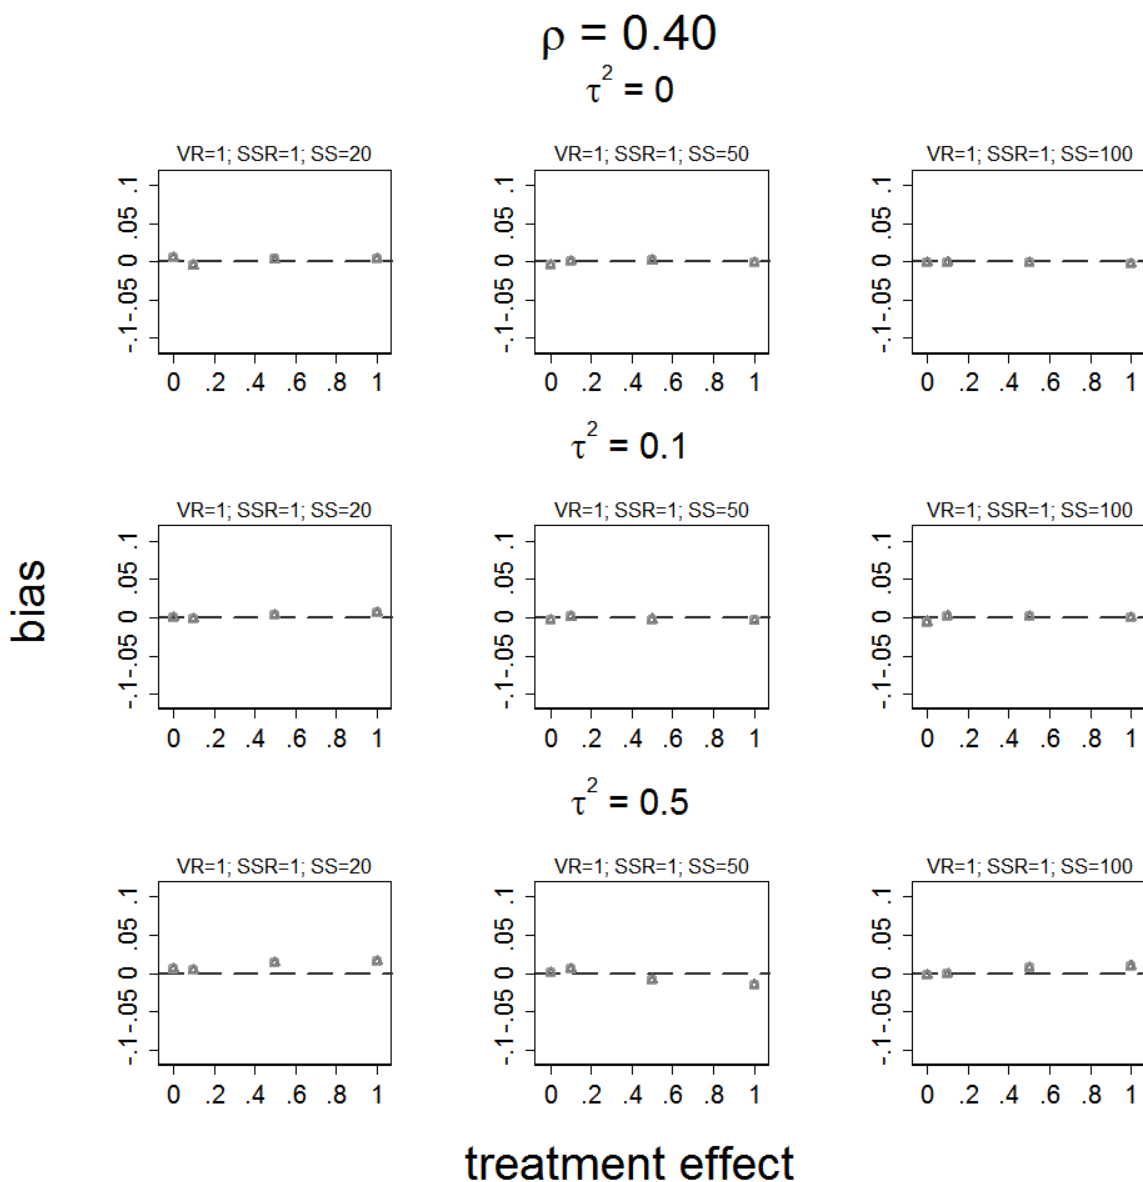 ρ = 0.40
τ² = 0
VR=1; SSR=1; SS=20
VR=1; SSR=1; SS=50
VR=1; SSR=1; SS=100
.1
.05
0
-.05
-.1
.1
.05
0
-.05
-.1
.1
.05
0
-.05
-.1
0 .2 .4 .6 .8 1
0 .2 .4 .6 .8 1
0 .2 .4 .6 .8 1
τ² = 0.1
VR=1; SSR=1; SS=20
VR=1; SSR=1; SS=50
VR=1; SSR=1; SS=100
.1
.05
0
-.05
-.1
.1
.05
0
-.05
-.1
.1
.05
0
-.05
-.1
0 .2 .4 .6 .8 1
0 .2 .4 .6 .8 1
0 .2 .4 .6 .8 1
bias
τ² = 0.5
VR=1; SSR=1; SS=20
VR=1; SSR=1; SS=50
VR=1; SSR=1; SS=100
.1
.05
0
-.05
-.1
.1
.05
0
-.05
-.1
.1
.05
0
-.05
-.1
0 .2 .4 .6 .8 1
0 .2 .4 .6 .8 1
0 .2 .4 .6 .8 1
treatment effect